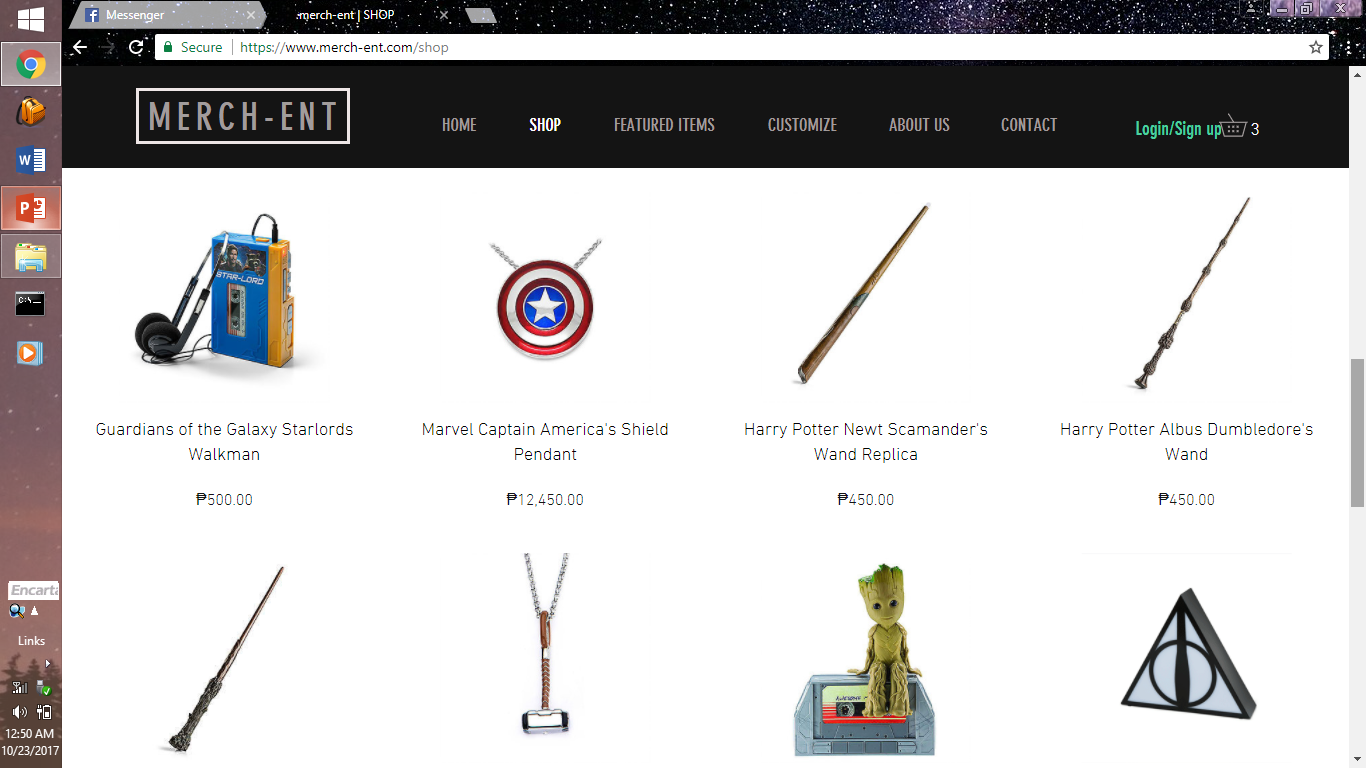 Messenger
merch-ent | SHOP
Secure
https://www.merch-ent.com/shop
MERCH-ENT
HOME
SHOP
FEATURED ITEMS
CUSTOMIZE
ABOUT US
CONTACT
Login/Sign up
3
STAR-LORD
Guardians of the Galaxy Starlords
Walkman
₱500.00
Marvel Captain America's Shield
Pendant
₱12,450.00
Harry Potter Newt Scamander's
Wand Replica
₱450.00
Harry Potter Albus Dumbledore's
Wand
₱450.00
AWESOME
Encarta
Links
12:50 AM
10/23/2017